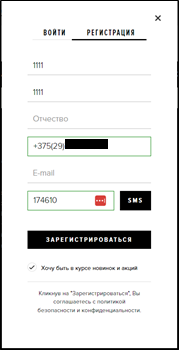 ВОЙТИ РЕГИСТРАЦИЯ
1111
1111
Отчество
+375(29)
E-mail
174610 SMS
ЗАРЕГИСТРИРОВАТЬСЯ
Хочу быть в курсе новинок и акций
Кликнув на "Зарегистрироваться", Вы
соглашаетесь с политикой
безопасности и конфиденциальности.